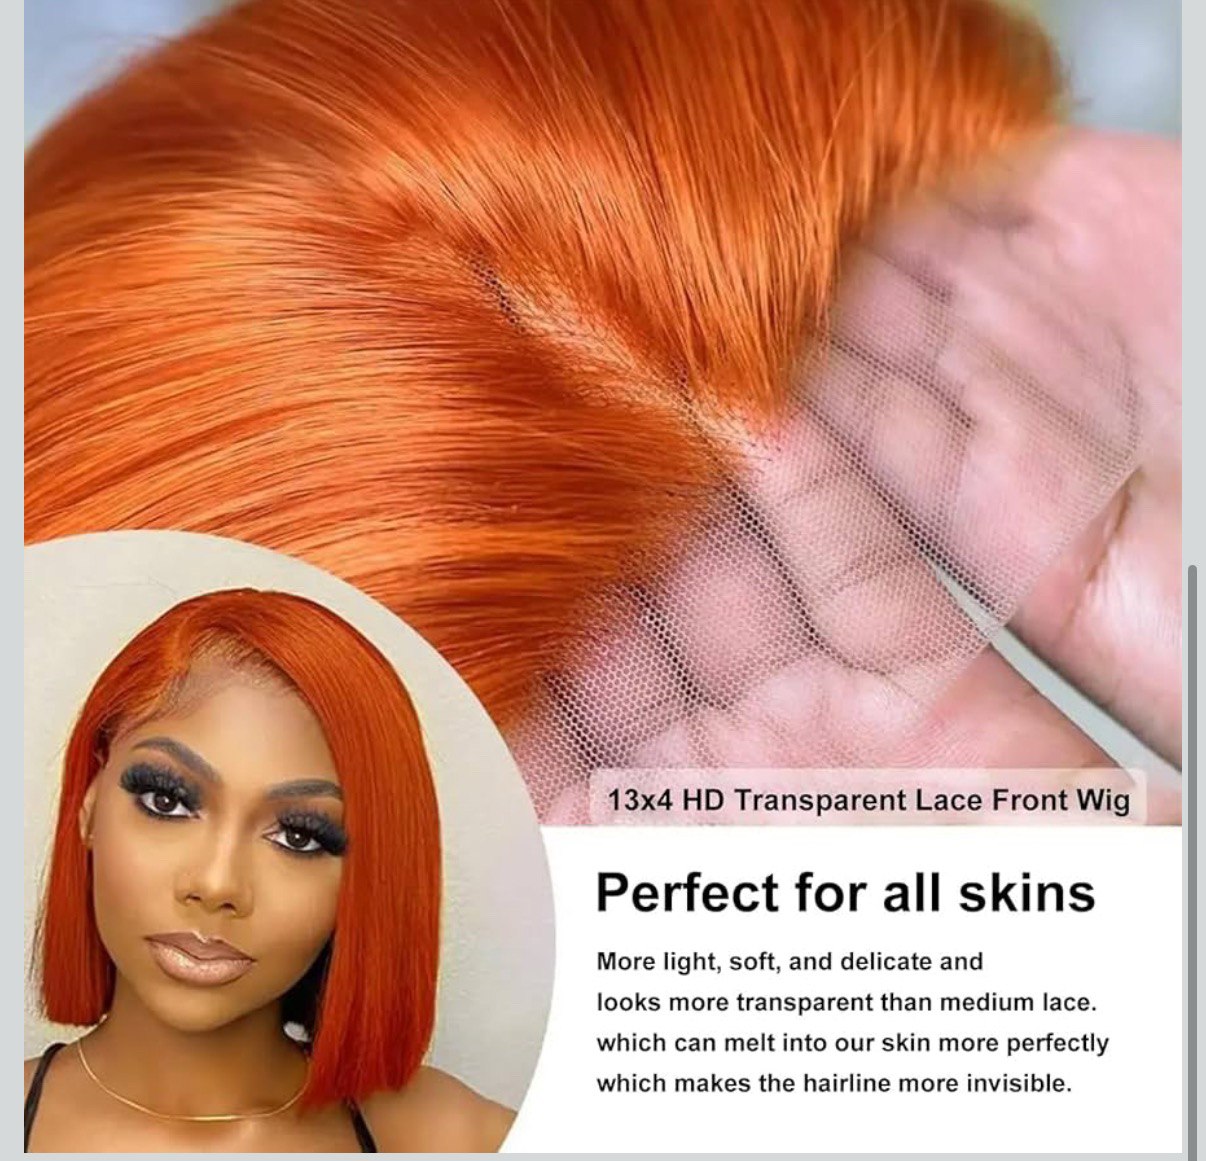 13x4 HD Transparent Lace Front Wig
Perfect for all skins
More light, soft, and delicate and
looks more transparent than medium lace.
which can melt into our skin more perfectly
which makes the hairline more invisible.